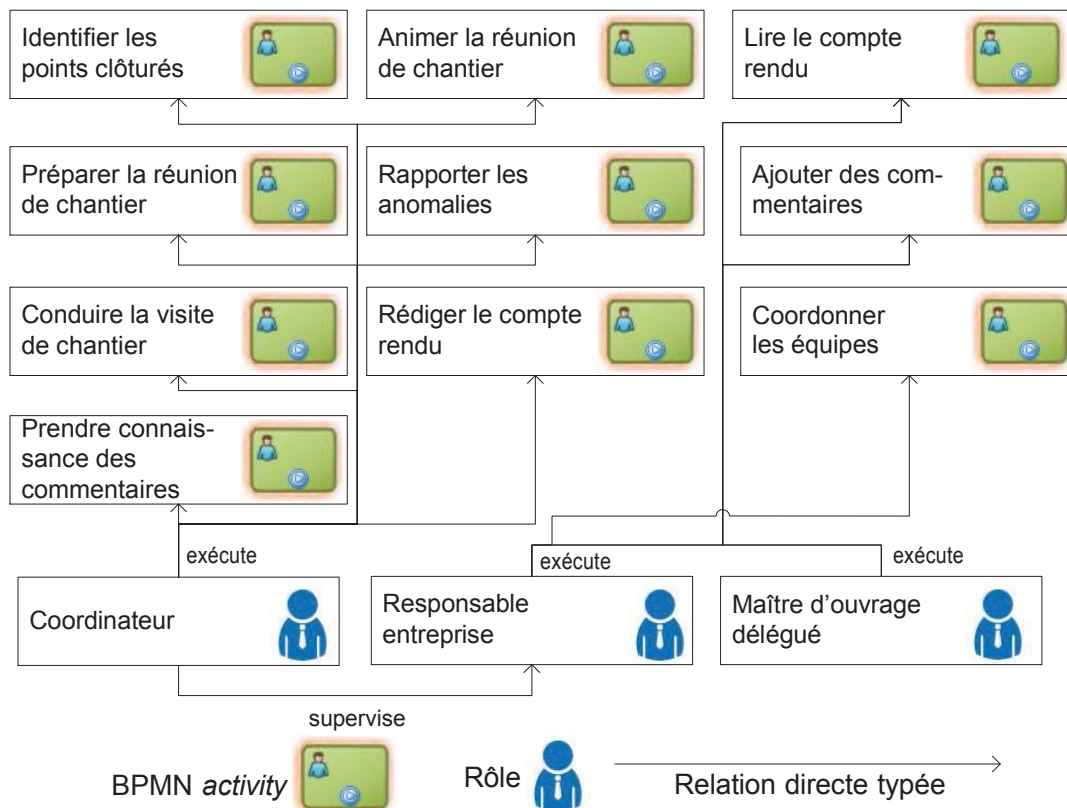 Identifier les
points clôturés
Animer la réunion
de chantier
Lire le compte
rendu
Préparer la réunion
de chantier
Rapporter les
anomalies
Ajouter des com-
mentaires
Conduire la visite
de chantier
Rédiger le compte
rendu
Coordonner
les équipes
Prendre connais-
sance des
commentaires
exécute
exécute
exécute
Coordinateur
Responsable
entreprise
Maître d’ouvrage
délégué
supervise
BPMN activity
Rôle
Relation directe typée